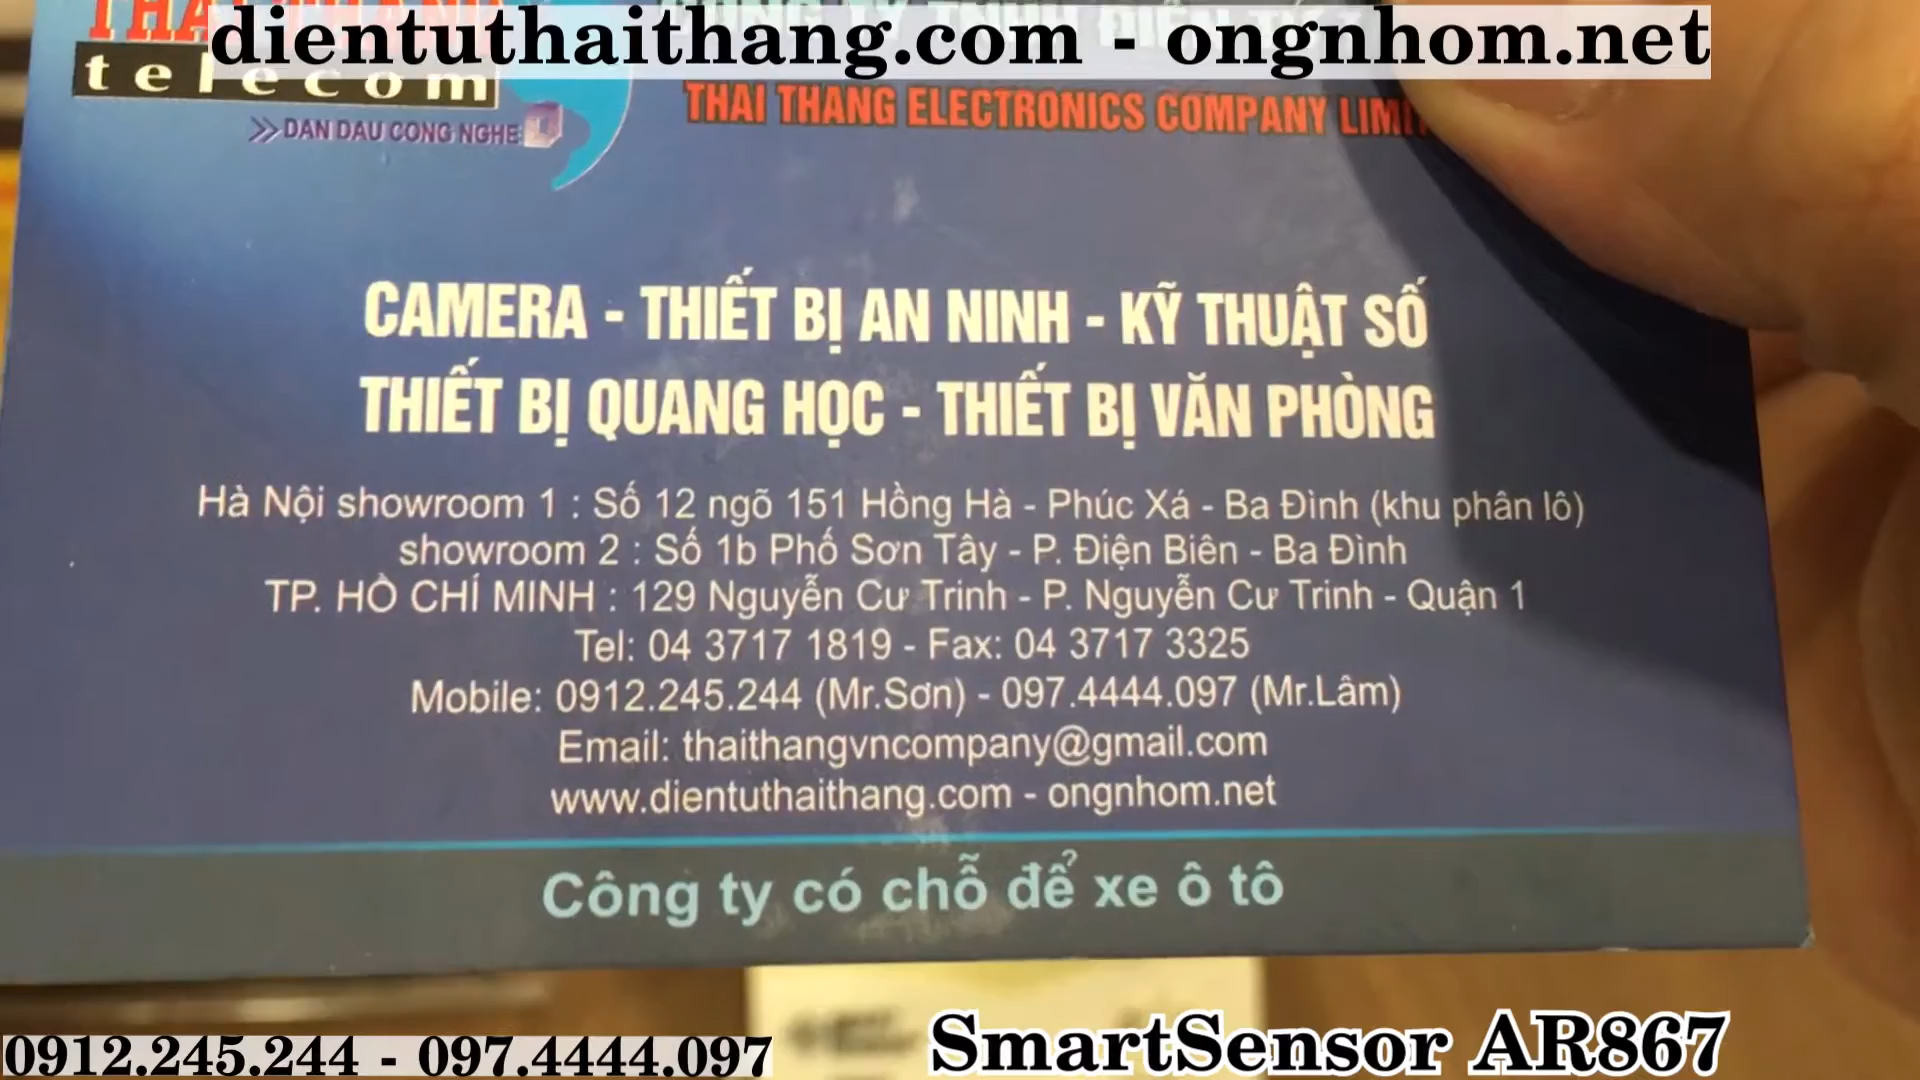 dientuthaithang.com - ongnhom.net
telecom
DAN DAU CONG NGHE
THAI THANG ELECTRONICS COMPANY
CAMERA - THIẾT BỊ AN NINH - KỸ THUẬT SỐ
THIẾT BỊ QUANG HỌC - THIẾT BỊ VĂN PHÒNG
Hà Nội showroom 1 : Số 12 ngõ 151 Hồng Hà - Phúc Xá - Ba Đình (khu phân lô)
showroom 2 : Số 1b Phố Sơn Tây - P. Điện Biên - Ba Đình
TP. HỒ CHÍ MINH : 129 Nguyễn Cư Trinh - P. Nguyễn Cư Trinh - Quận 1
Tel: 04 3717 1819 - Fax: 04 3717 3325
Mobile: 0912.245.244 (Mr.Sơn) - 097.4444.097 (Mr.Lâm)
Email: thaithangvncompany@gmail.com
www.dientuthaithang.com - ongnhom.net
Công ty có chỗ để xe ô tô
0912.245.244 - 097.4444.097
SmartSensor AR867